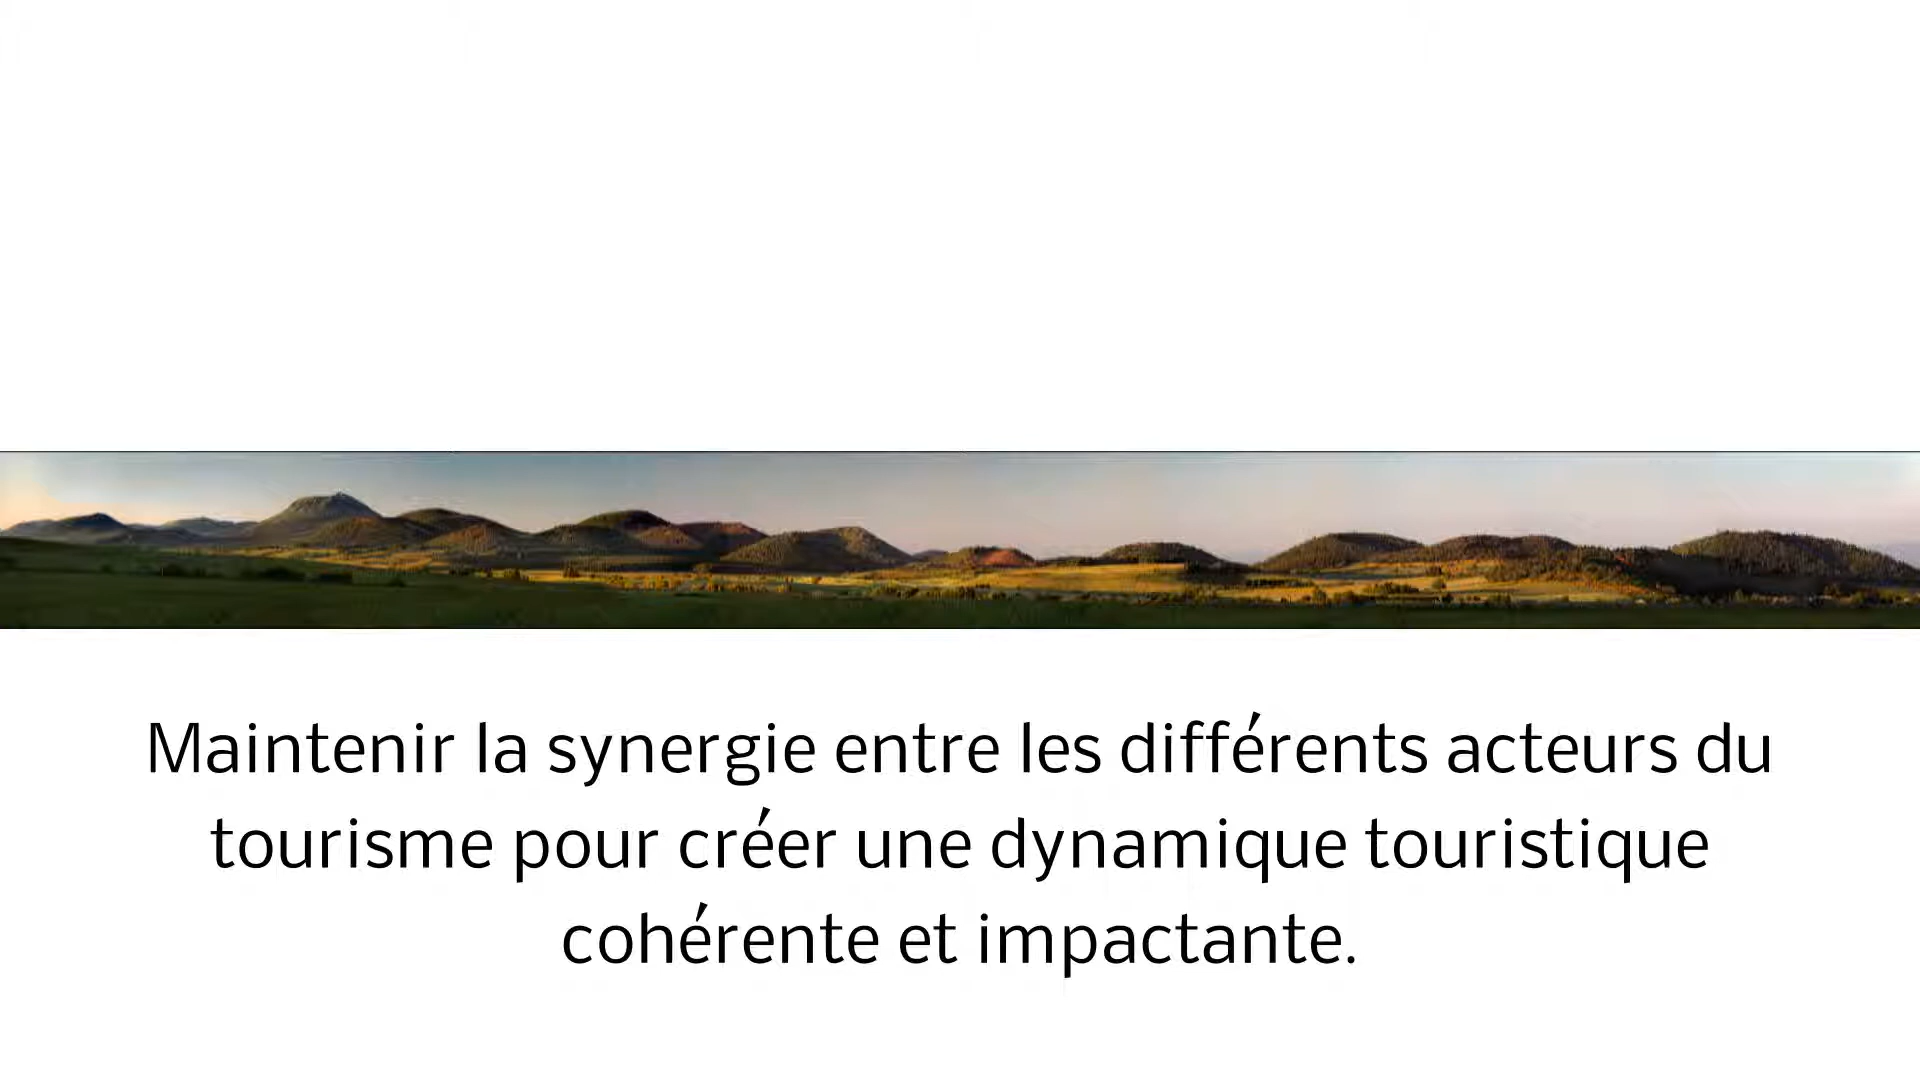 Maintenir la synergie entre les différents acteurs du
tourisme pour créer une dynamique touristique
cohérente et impactante.